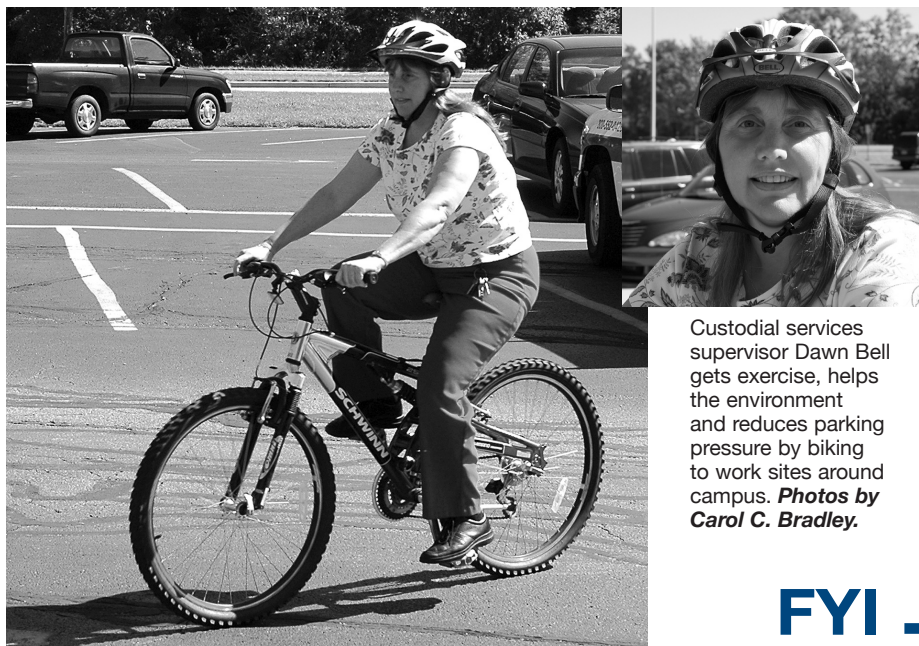 BELL
SCHWINN
Custodial services
supervisor Dawn Bell
gets exercise, helps
the environment
and reduces parking
pressure by biking
to work sites around
campus. Photos by
Carol C. Bradley.
FYI